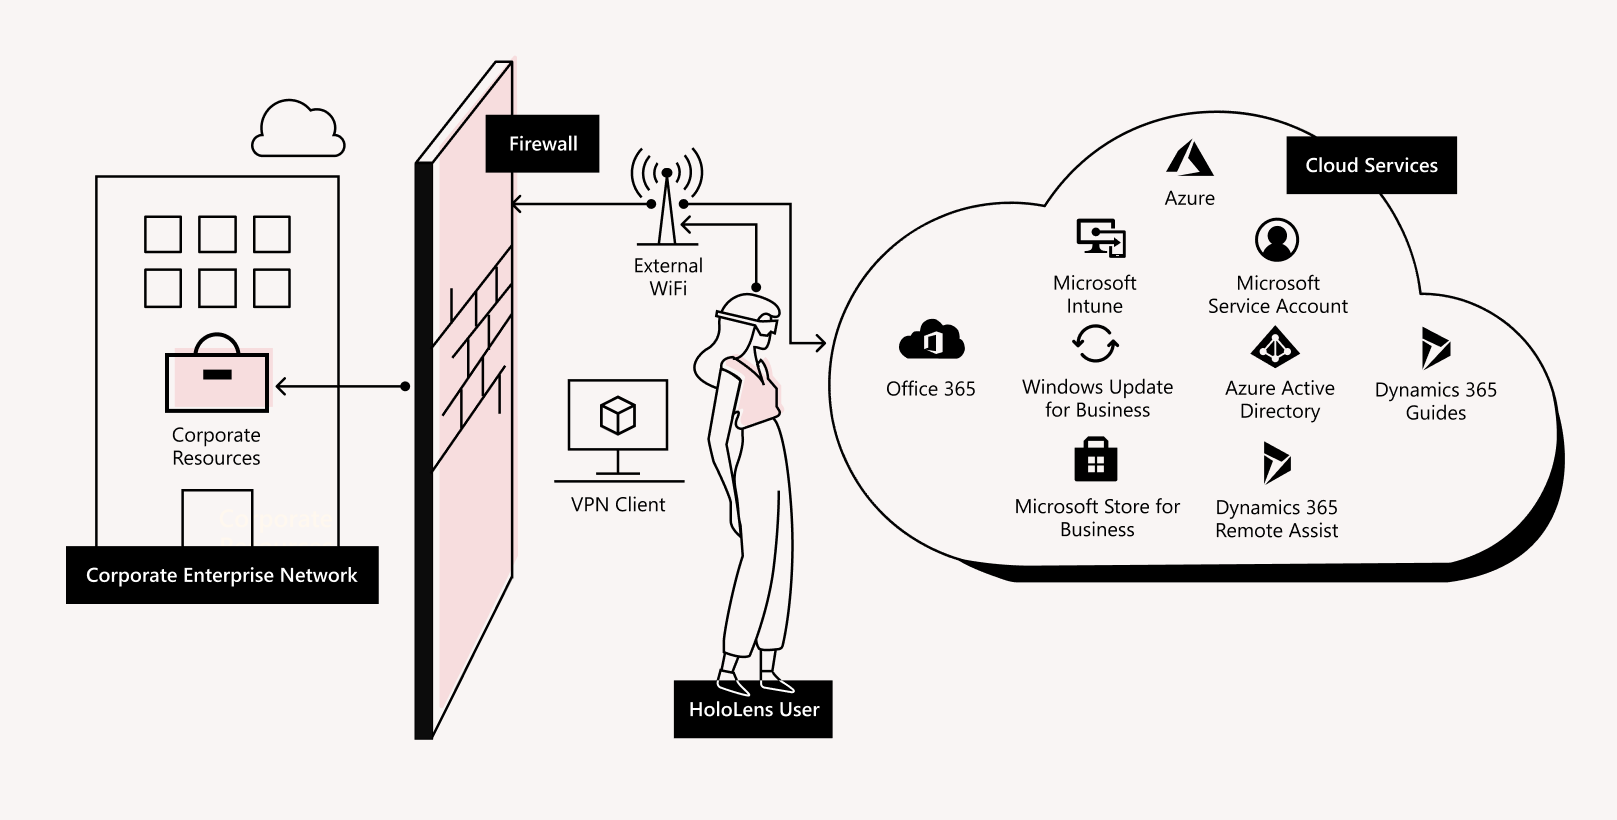 Firewall
Cloud Services
Azure
External
WiFi
Microsoft
Intune
Microsoft
Service Account
Office 365
Windows Update
for Business
Azure Active
Directory
Dynamics 365
Guides
Corporate
Resources
VPN Client
Microsoft Store for
Business
Dynamics 365
Remote Assist
Corporate
Corporate Enterprise Network
HoloLens User